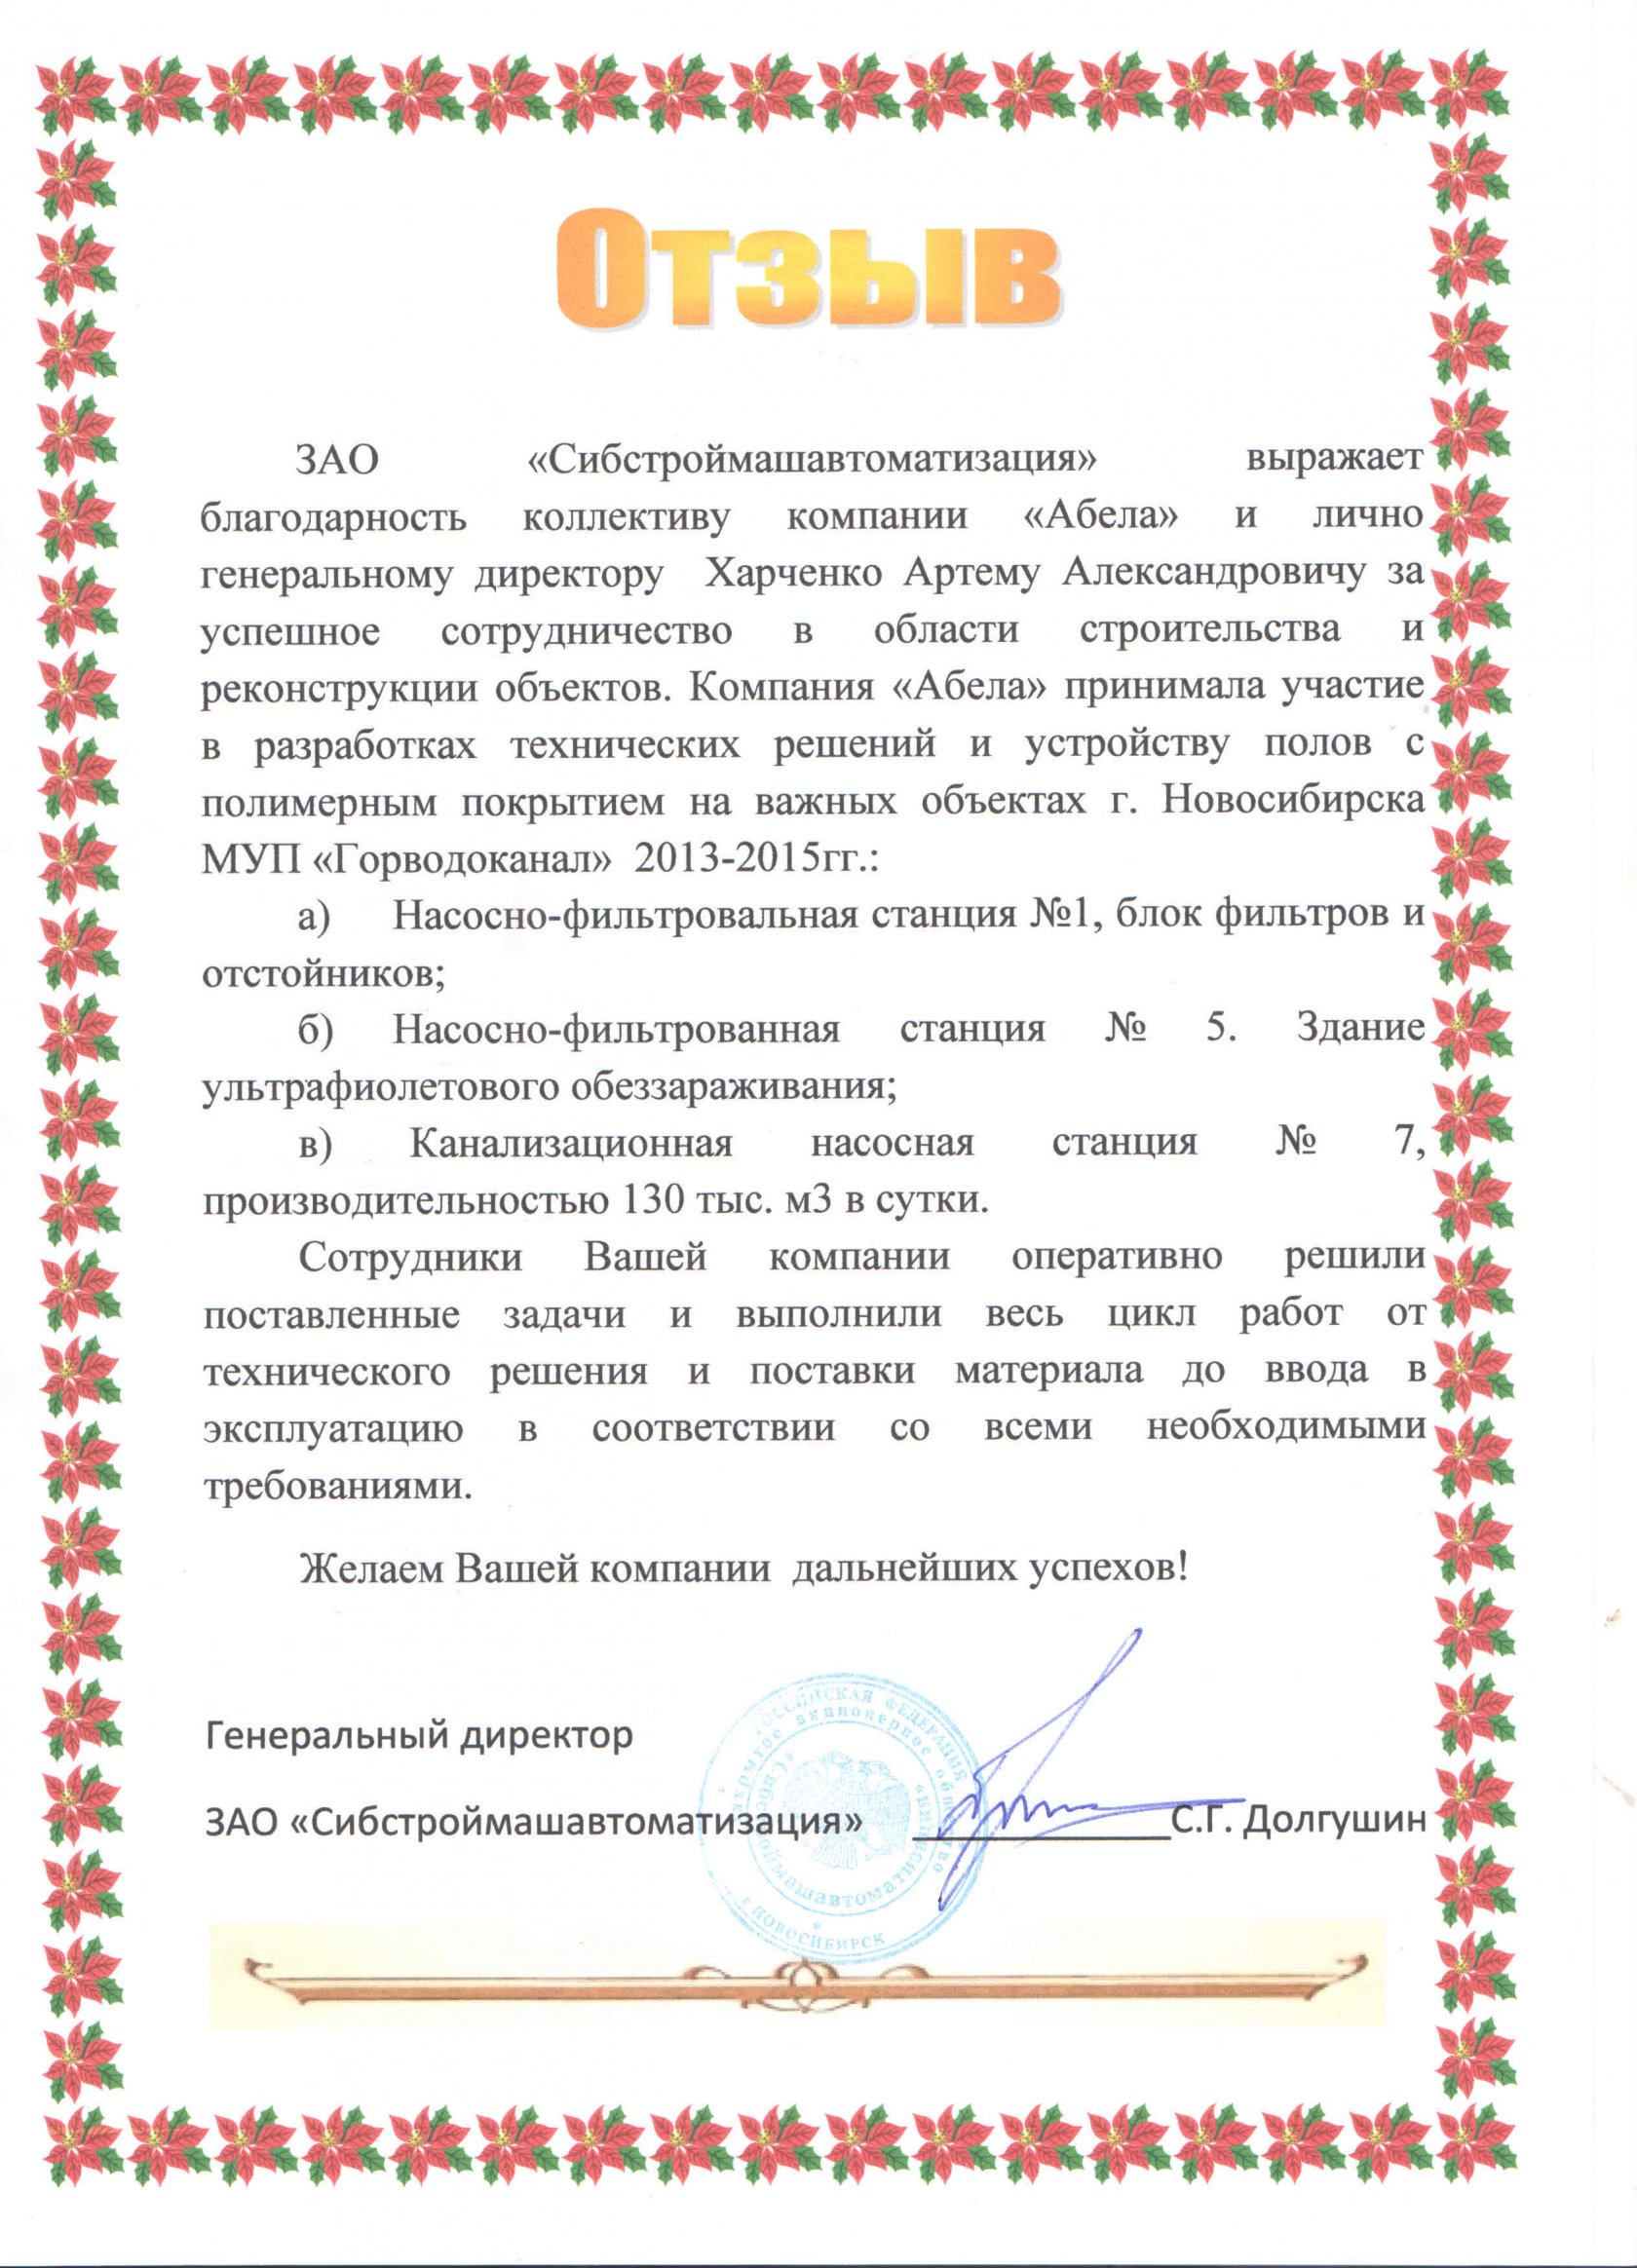 Отзыв
ЗАО «Сибстроймашавтоматизация» выражает
благодарность коллективу компании «Абела» и лично
генеральному директору Харченко Артему Александровичу за
успешное сотрудничество в области строительства и
реконструкции объектов. Компания «Абела» принимала участие
в разработках технических решений и устройству полов с
полимерным покрытием на важных объектах г. Новосибирска
МУП «Горводоканал» 2013-2015гг.:
а) Насосно-фильтровальная станция №1, блок фильтров и
отстойников;
б) Насосно-фильтрованная станция № 5. Здание
ультрафиолетового обеззараживания;
в) Канализационная насосная станция № 7,
производительностью 130 тыс. м3 в сутки.
Сотрудники Вашей компании оперативно решили
поставленные задачи и выполнили весь цикл работ от
технического решения и поставки материала до ввода в
эксплуатацию в соответствии со всеми необходимыми
требованиями.
Желаем Вашей компании дальнейших успехов!
Генеральный директор
ЗАО «Сибстроймашавтоматизация» С.Г. Долгушин
РОССИЙСКАЯ ФЕДЕРАЦИЯ
акционерное
НОВОСИБИРСК